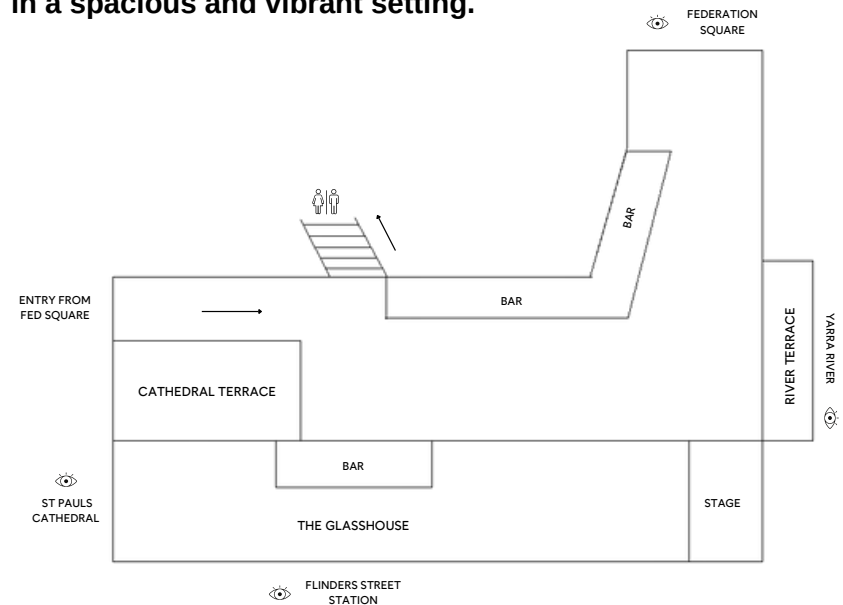 in a spacious and vibrant setting.
FEDERATION
SQUARE
BAR
ENTRY FROM
FED SQUARE
BAR
RIVER TERRACE
YARRA RIVER
CATHEDRAL TERRACE
BAR
ST PAULS
CATHEDRAL
STAGE
THE GLASSHOUSE
FLINDERS STREET
STATION